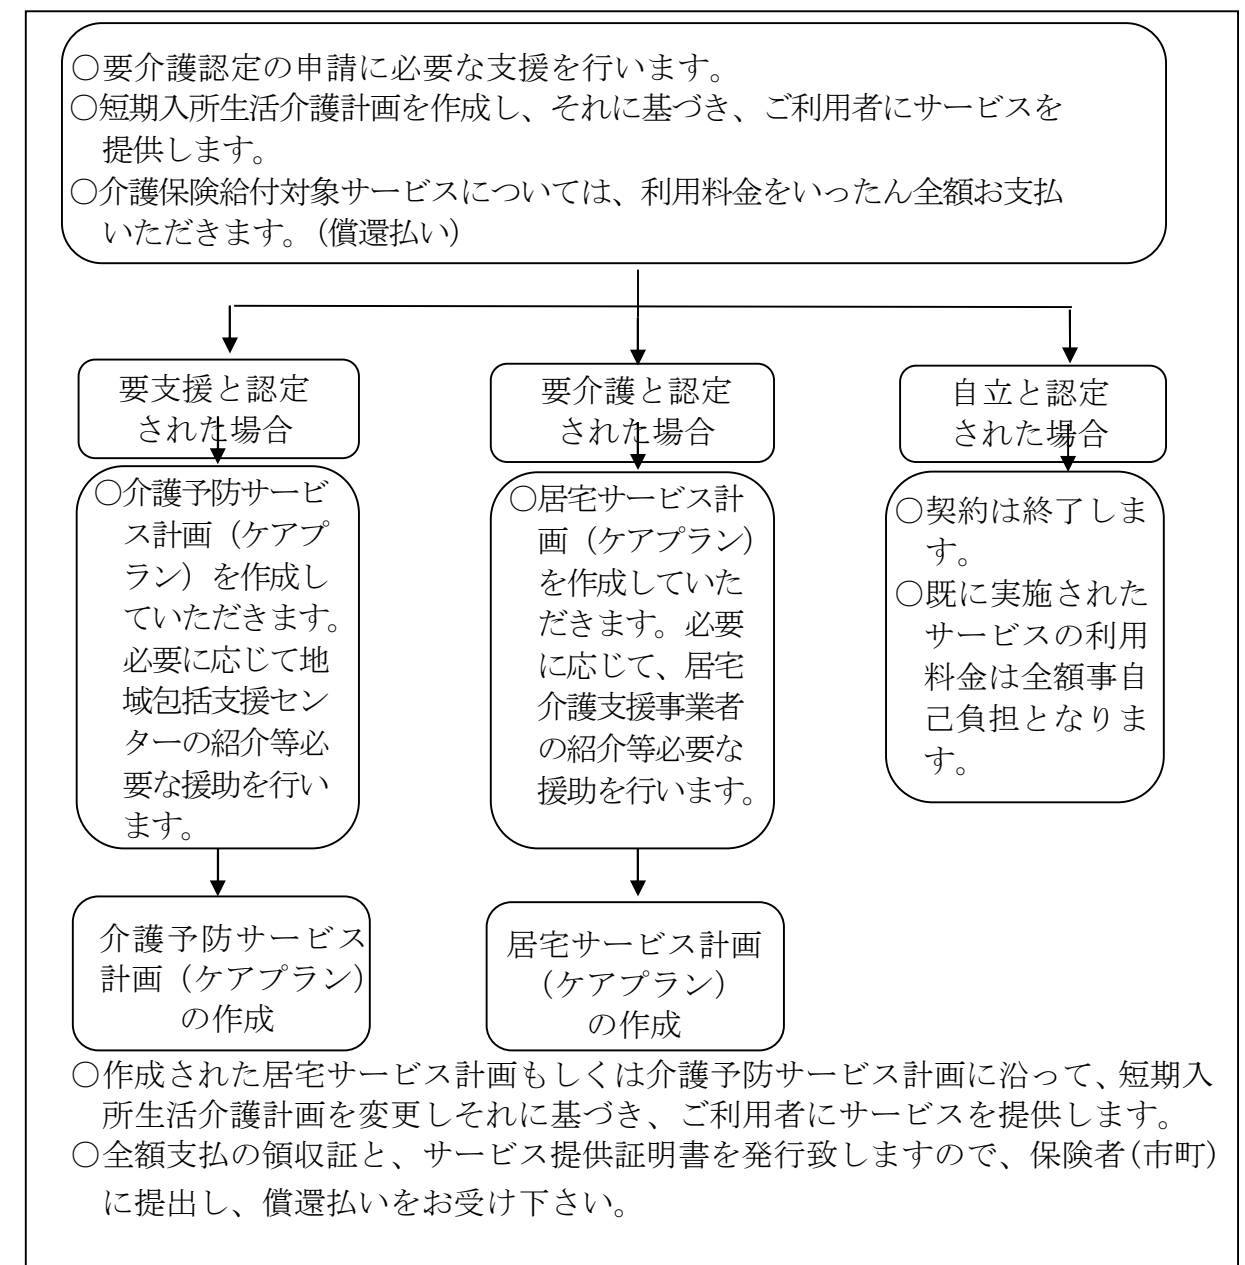 ○要介護認定の申請に必要な支援を行います。
○短期入所生活介護計画を作成し、それに基づき、ご利用者にサービスを
提供します。
○介護保険給付対象サービスについては、利用料金をいったん全額お支払
いただきます。（償還払い）
要支援と認定
された場合
○介護予防サービ
ス計画（ケアプ
ラン）を作成し
ていただきます。
必要に応じて地
域包括支援セン
ターの紹介等必
要な援助を行い
ます。
介護予防サービス
計画（ケアプラン）
の作成
要介護と認定
された場合
○居宅サービス計
画（ケアプラン）
を作成していた
だきます。必要
に応じて、居宅
介護支援事業者
の紹介等必要な
援助を行います。
居宅サービス計画
（ケアプラン）
の作成
自立と認定
された場合
○契約は終了しま
す。
○既に実施された
サービスの利用
料金は全額事自
己負担となりま
す。
○作成された居宅サービス計画もしくは介護予防サービス計画に沿って、短期入
所生活介護計画を変更しそれに基づき、ご利用者にサービスを提供します。
○全額支払の領収証と、サービス提供証明書を発行致しますので、保険者(市町)
に提出し、償還払いをお受け下さい。